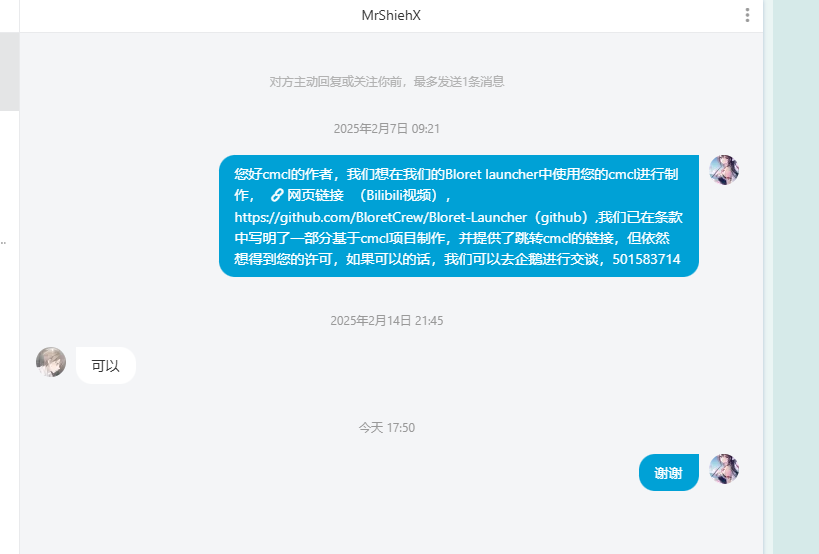 MrShiehX
对方主动回复或关注你前，最多发送1条消息
2025年2月7日 09:21
您好cmcl的作者，我们想在我们的Bloret launcher中使用您的cmcl进行制
作， 网页链接 （Bilibili视频），
https://github.com/BloretCrew/Bloret-Launcher（github）,我们已在条款
中写明了一部分基于cmcl项目制作，并提供了跳转cmcl的链接，但依然
想得到您的许可，如果可以的话，我们可以去企鹅进行交谈，501583714
2025年2月14日 21:45
可以
今天 17:50
谢谢